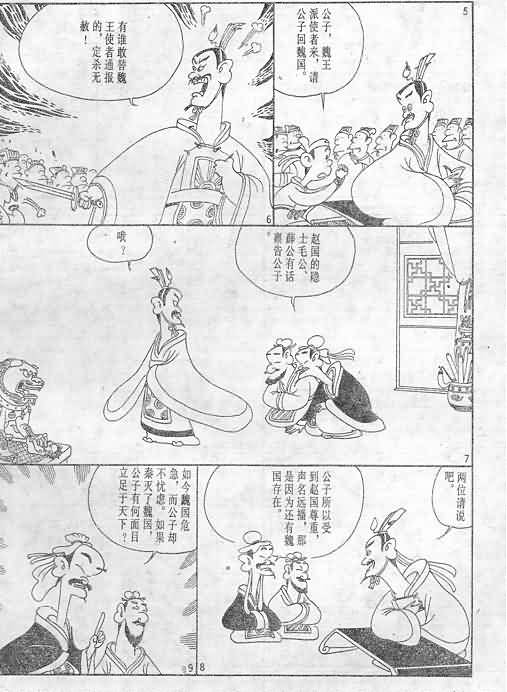 5
公子，魏王
派使者来，请
公子回魏国。
有谁敢替魏
王使者通报
的，定杀无
赦！
6
赵国的隐
士毛公、
薛公有话
禀告公子
。
哦？
7
两位请说
吧。
公子所以受
到赵国尊重，
声名远播，那
是因为还有魏
国存在。
8
如今魏国危
急，而公子却
不忧虑。如果
秦灭了魏国，
公子有何面目
立足于天下？
9